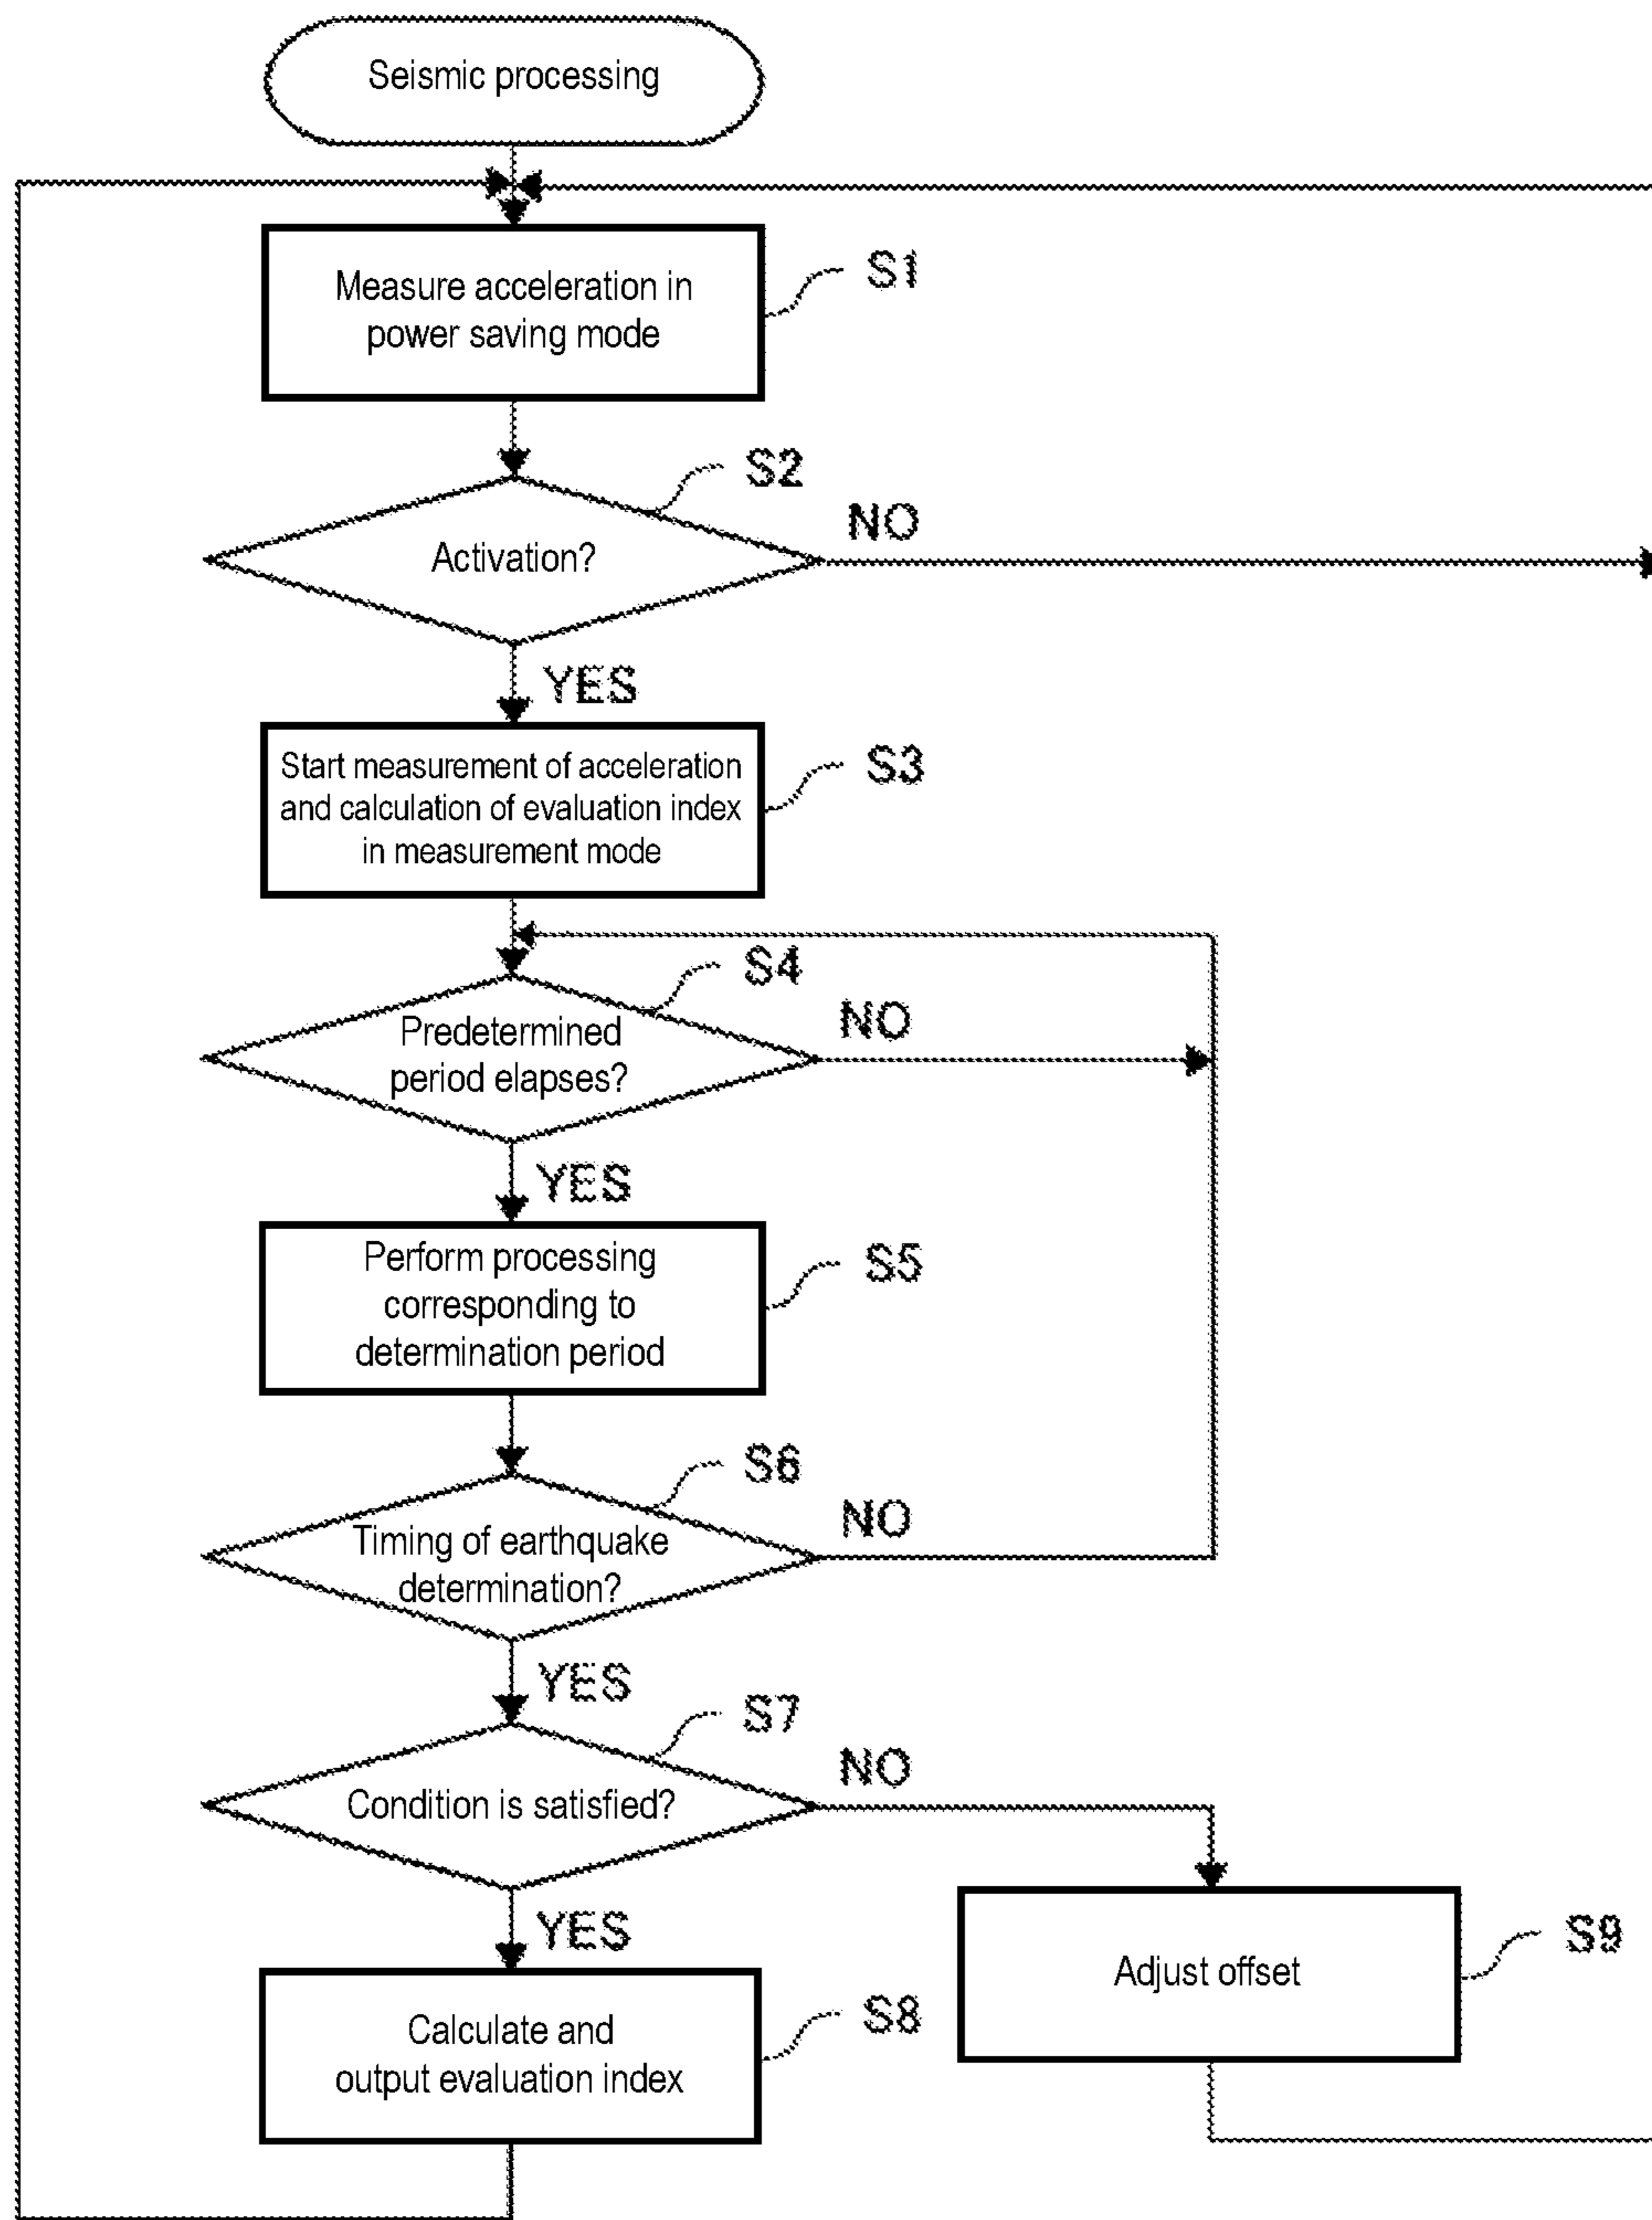 Seismic processing
Measure acceleration in
power saving mode
S1
S2
Activation?
NO
YES
Start measurement of acceleration
and calculation of evaluation index
in measurement mode
S3
S4
Predetermined
period elapses?
NO
YES
Perform processing
corresponding to
determination period
S5
S6
Timing of earthquake
determination?
NO
YES
S7
Condition is satisfied?
NO
YES
Calculate and
output evaluation index
S8
Adjust offset
S9